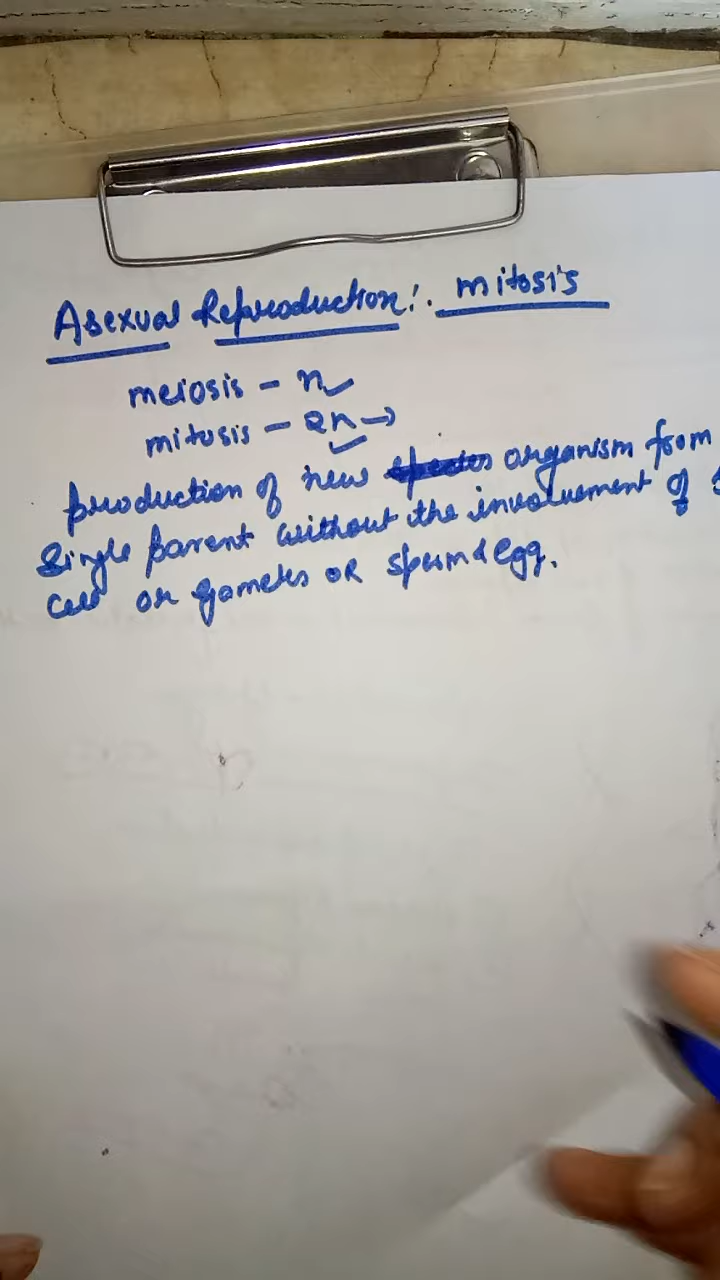 Asexual Reproduction:. mitosis
meiosis - n
mitosis - 2n →
production of new organism from
Single parent without the involvement of
cell or gametes OR sperm & egg.